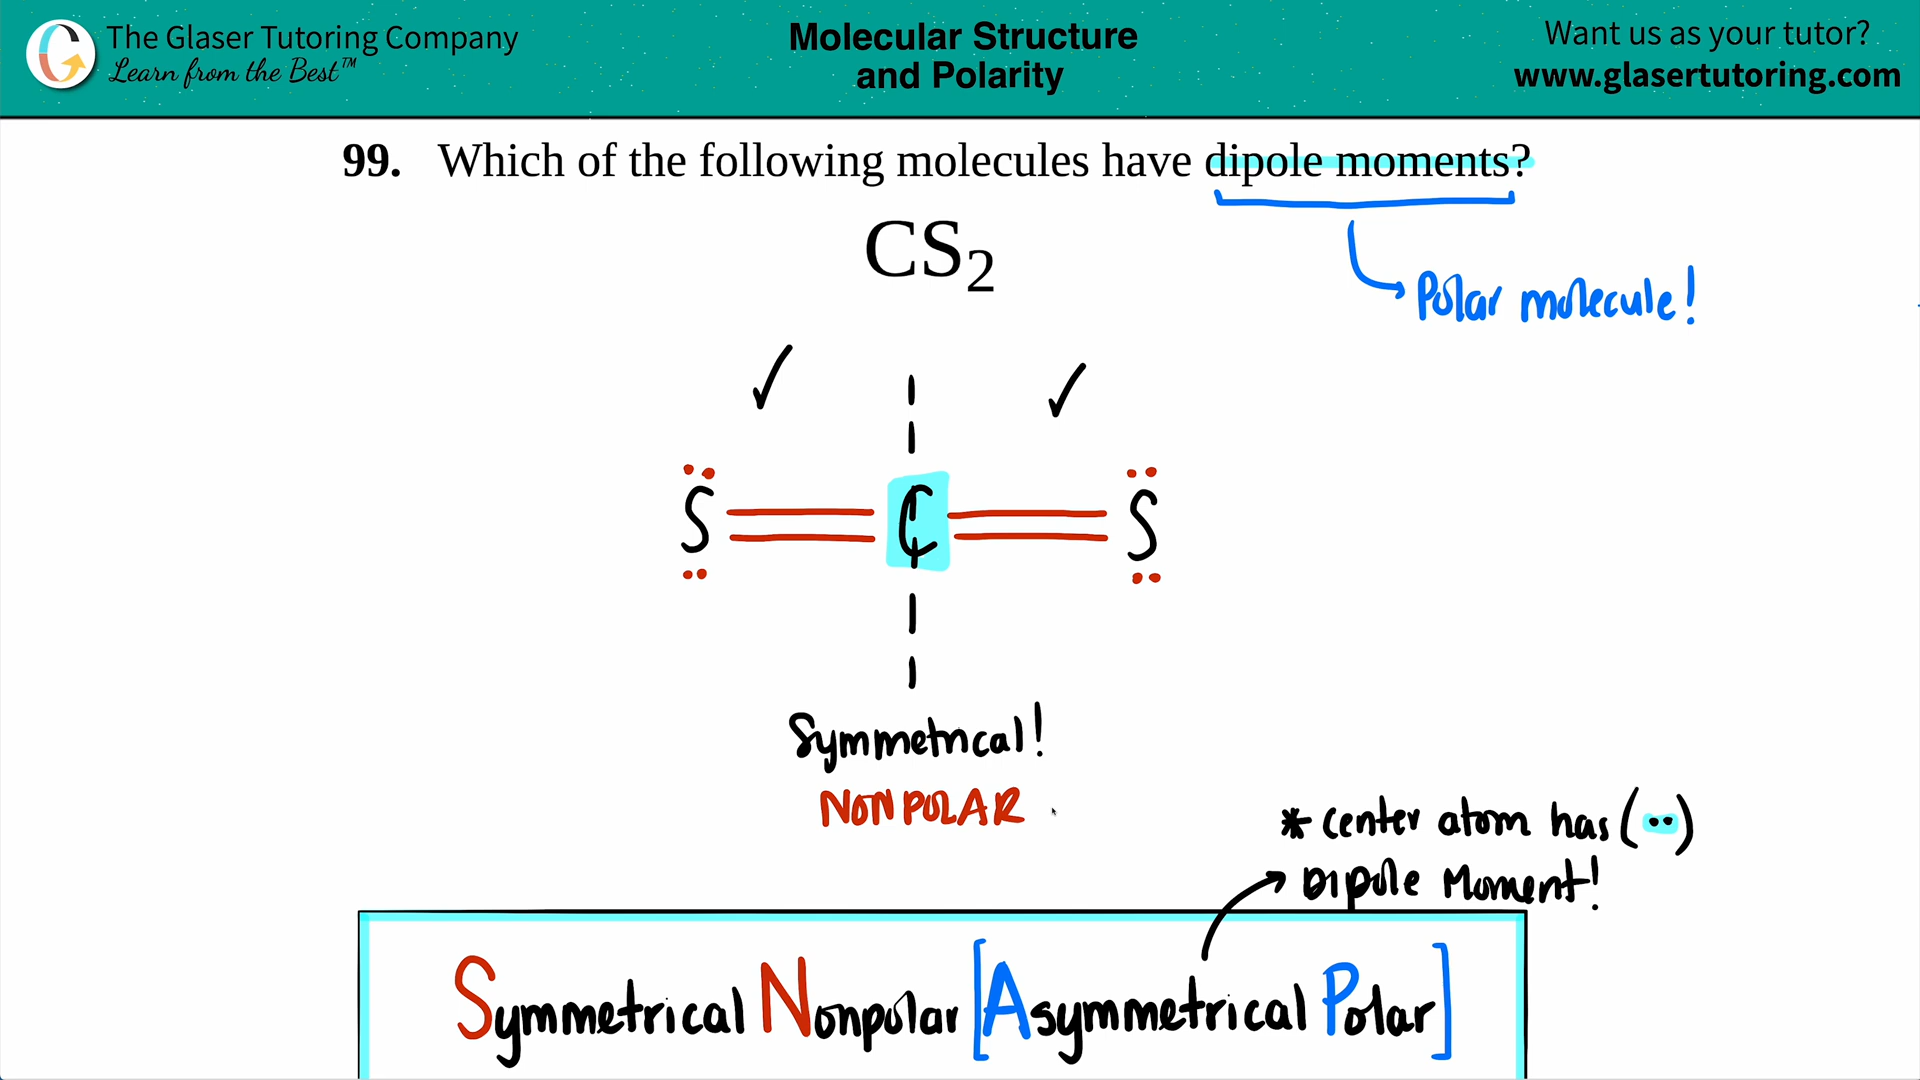 The Glaser Tutoring Company
Learn from the Best™
Molecular Structure
and Polarity
Want us as your tutor?
www.glasertutoring.com
99. Which of the following molecules have dipole moments?
CS₂
Polar molecule!
S C S
Symmetrical!
NONPOLAR
* center atom has (••)
Dipole Moment!
Symmetrical Nonpolar [Asymmetrical Polar]